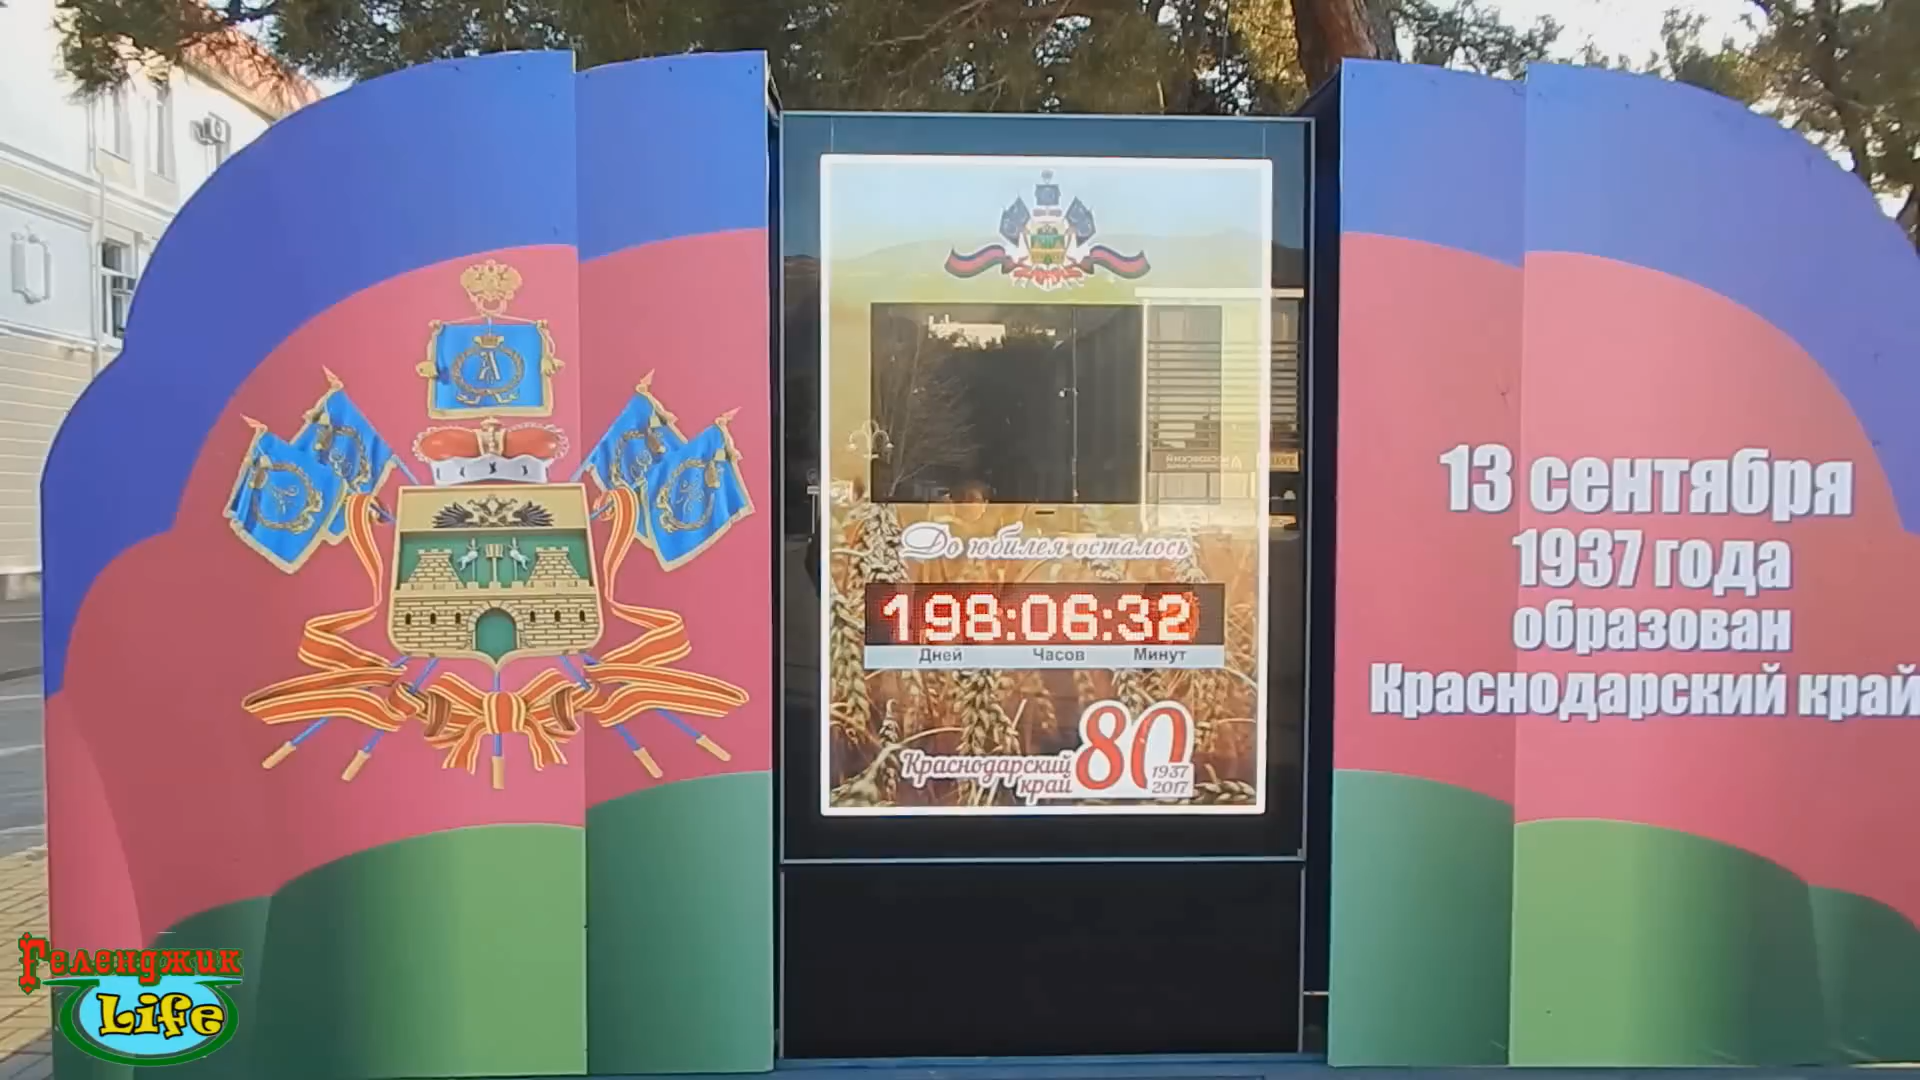 До юбилея осталось
198:06:32
Дней Часов Минут
Краснодарский
край
80
1937
2017
13 сентября
1937 года
образован
Краснодарский край
Геленджик
Life